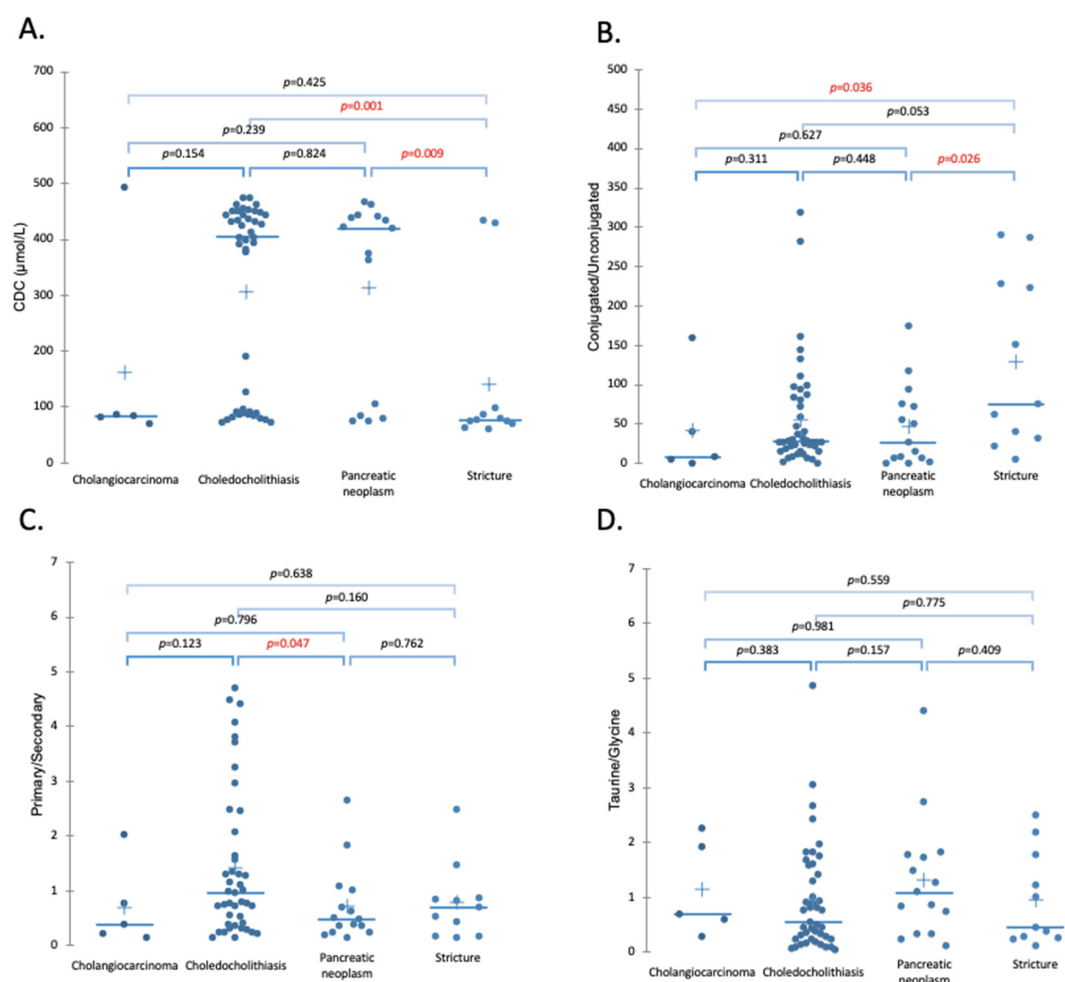 A.
700
600
500
400
300
200
100
0
CDC (µmol/L)
p=0.425
p=0.001
p=0.239
p=0.154
p=0.824
p=0.009
Cholangiocarcinoma
Choledocholithiasis
Pancreatic
neoplasm
Stricture
B.
500
450
400
350
300
250
200
150
100
50
0
Conjugated/Unconjugated
p=0.036
p=0.053
p=0.627
p=0.311
p=0.448
p=0.026
Cholangiocarcinoma
Choledocholithiasis
Pancreatic
neoplasm
Stricture
C.
7
6
5
4
3
2
1
0
Primary/Secondary
p=0.638
p=0.160
p=0.796
p=0.123
p=0.047
p=0.762
Cholangiocarcinoma
Choledocholithiasis
Pancreatic
neoplasm
Stricture
D.
7
6
5
4
3
2
1
0
Taurine/Glycine
p=0.559
p=0.775
p=0.981
p=0.383
p=0.157
p=0.409
Cholangiocarcinoma
Choledocholithiasis
Pancreatic
neoplasm
Stricture